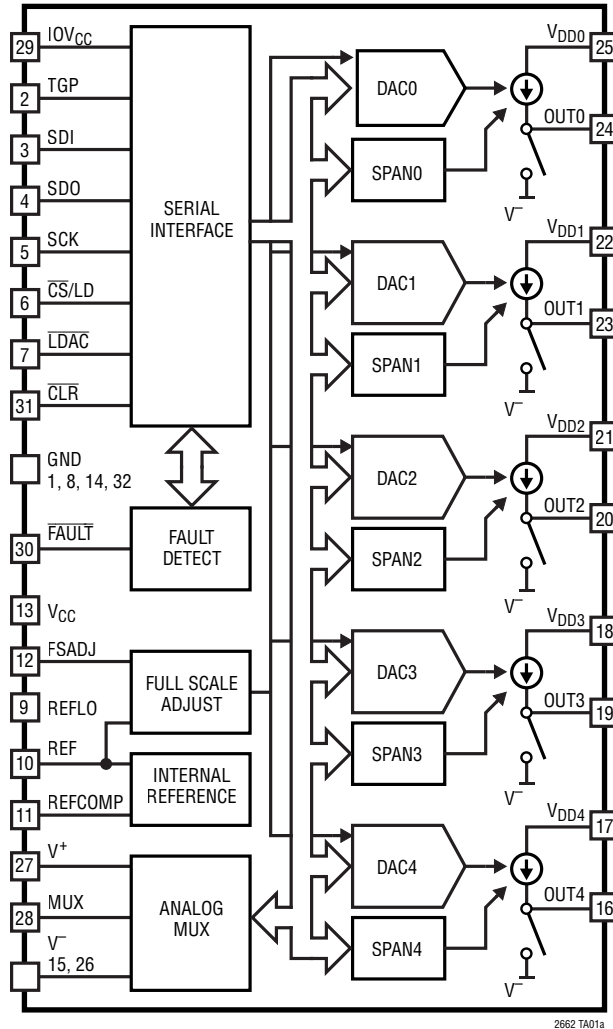 29 IOVCC
2 TGP
3 SDI
4 SDO
5 SCK
6 CS/LD
7 LDAC
31 CLR
GND
1, 8, 14, 32
30 FAULT
13 VCC
12 FSADJ
9 REFLO
10 REF
11 REFCOMP
27 V+
28 MUX
V–
15, 26
SERIAL
INTERFACE
FAULT
DETECT
FULL SCALE
ADJUST
INTERNAL
REFERENCE
ANALOG
MUX
DAC0
SPAN0
VDD0 25
OUT0 24
V–
DAC1
SPAN1
VDD1 22
OUT1 23
V–
DAC2
SPAN2
VDD2 21
OUT2 20
V–
DAC3
SPAN3
VDD3 18
OUT3 19
V–
DAC4
SPAN4
VDD4 17
OUT4 16
V–
2662 TA01a